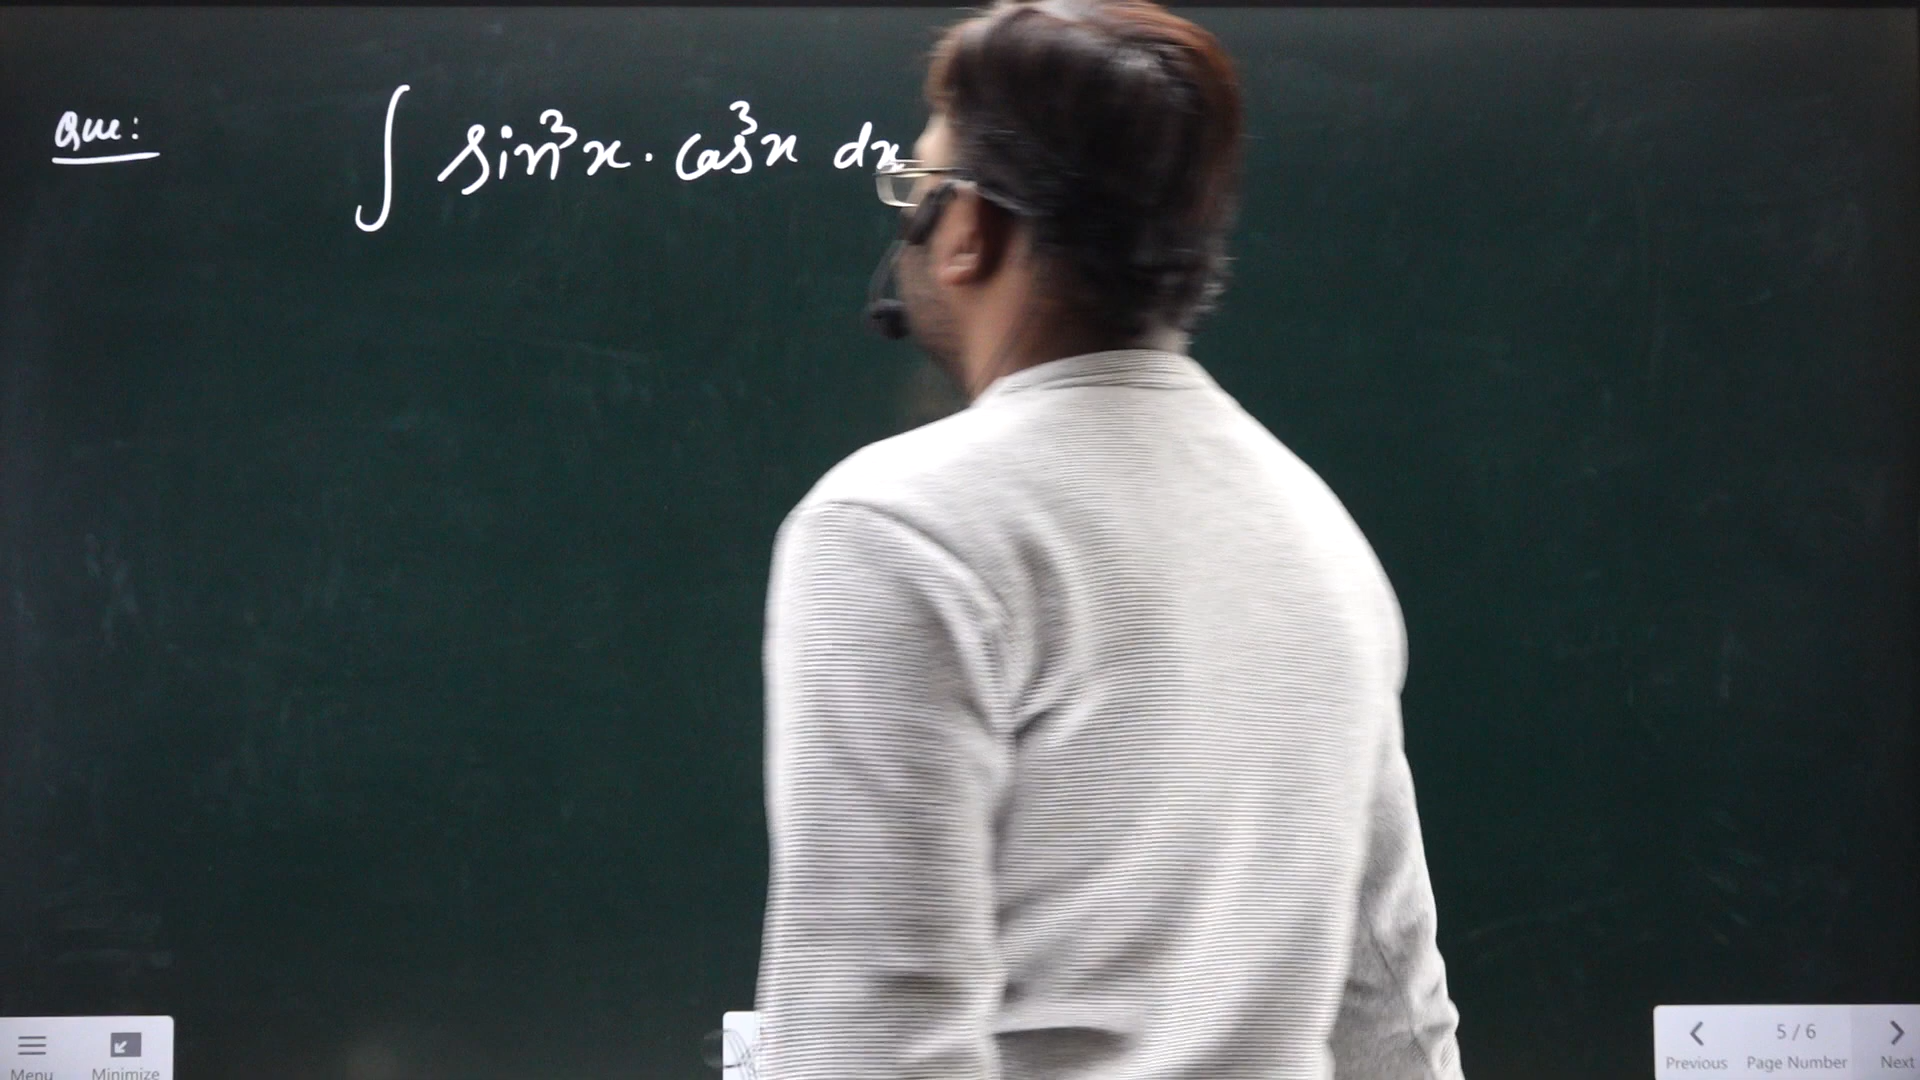 Que: ∫ sin³x · cos³x dx
Menu Minimize
Previous 5 / 6 Page Number Next